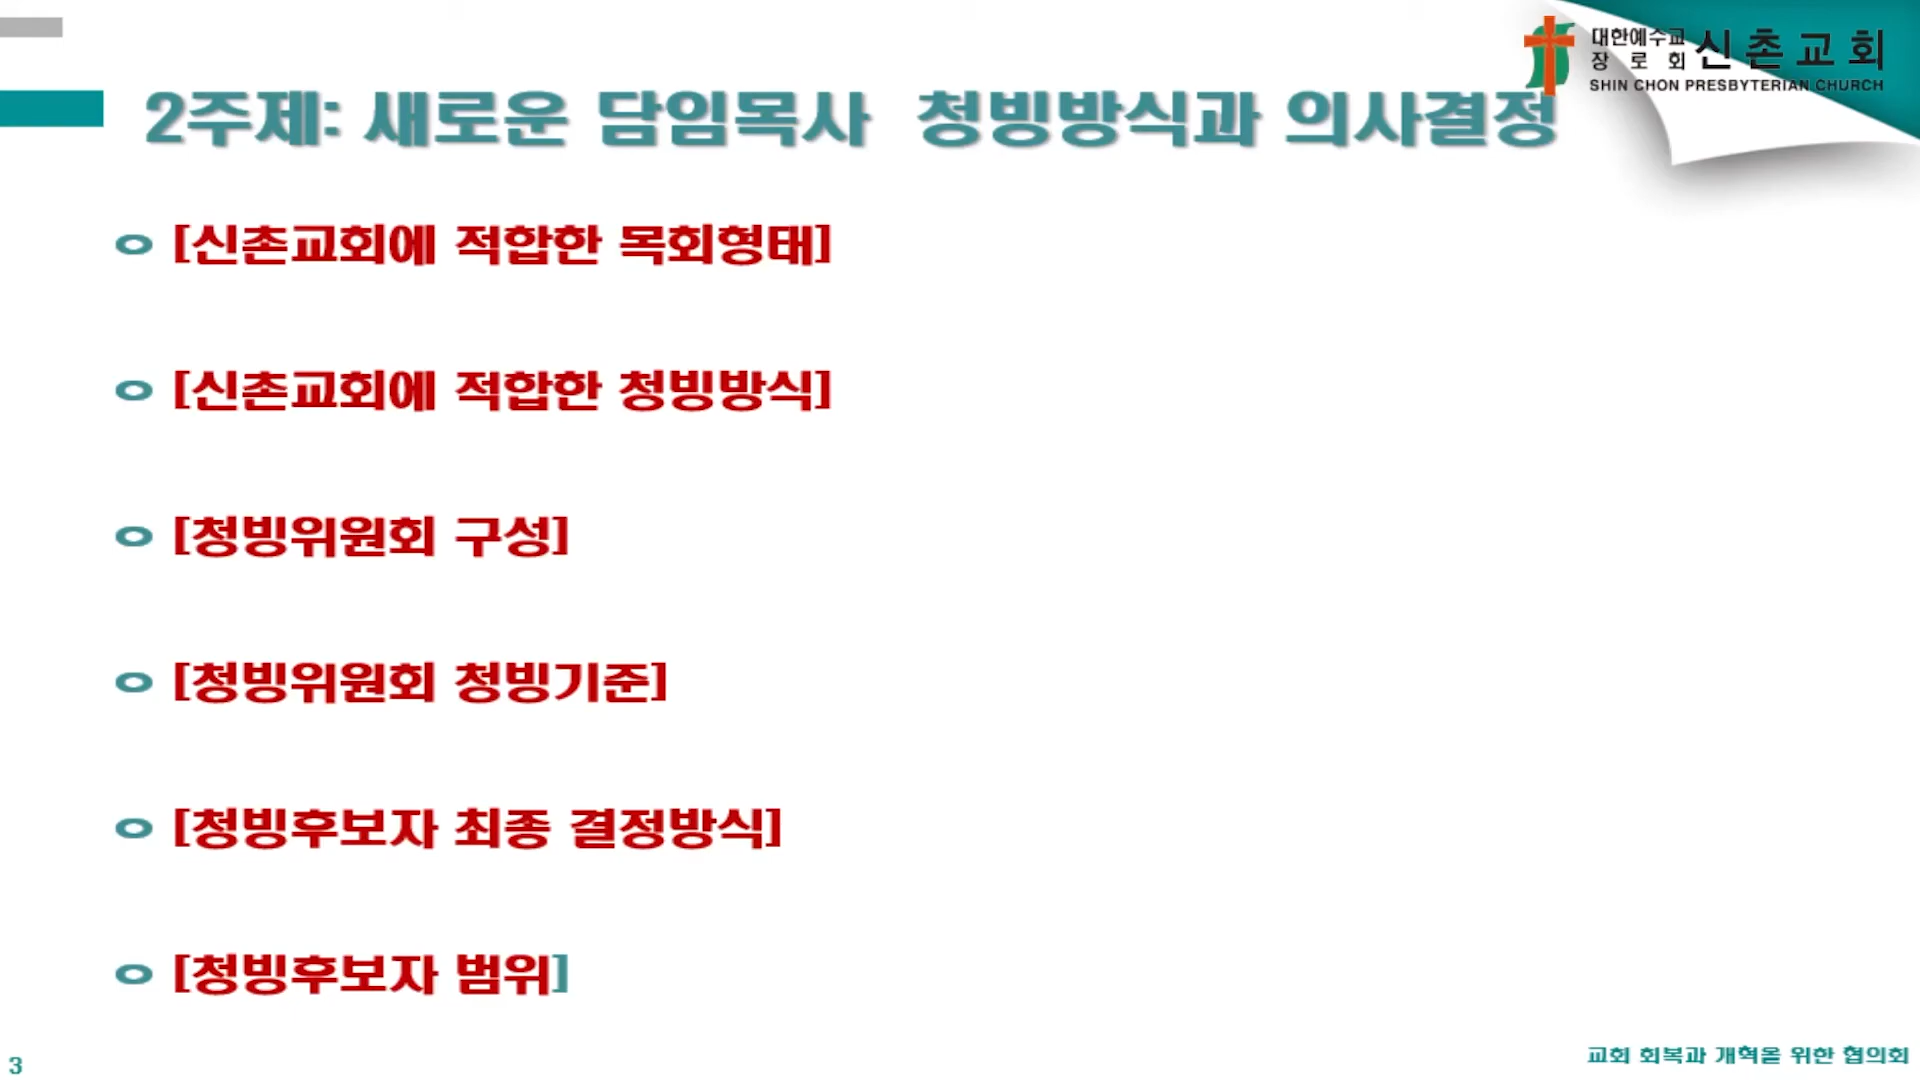 대한예수교
장로회 신촌교회
SHIN CHON PRESBYTERIAN CHURCH
2주제: 새로운 담임목사 청빙방식과 의사결정
[신촌교회에 적합한 목회형태]
[신촌교회에 적합한 청빙방식]
[청빙위원회 구성]
[청빙위원회 청빙기준]
[청빙후보자 최종 결정방식]
[청빙후보자 범위]
3
교회 회복과 개혁을 위한 협의회